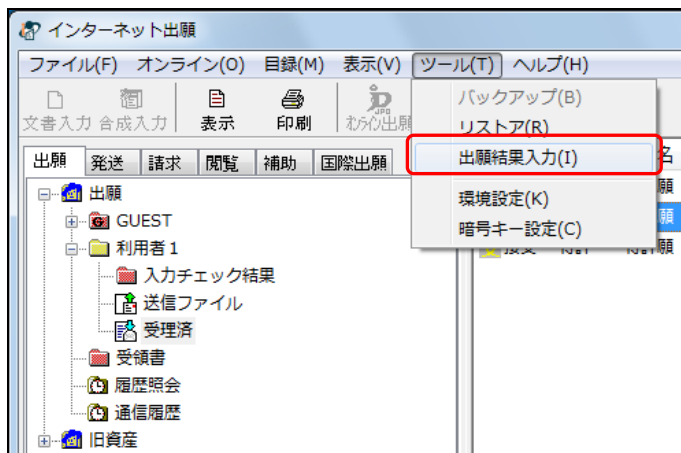 インターネット出願
ファイル(F) オンライン(O) 目録(M) 表示(V) ツール(T) ヘルプ(H)
文書入力 合成入力 表示 印刷
バックアップ(B)
リストア(R)
出願結果入力(I)
環境設定(K)
暗号キー設定(C)
出願 発送 請求 閲覧 補助 国際出願
名
出願
願
GUEST
願
利用者1
願
入力チェック結果
送信ファイル
受理済
受領書
履歴照会
通信履歴
旧資産